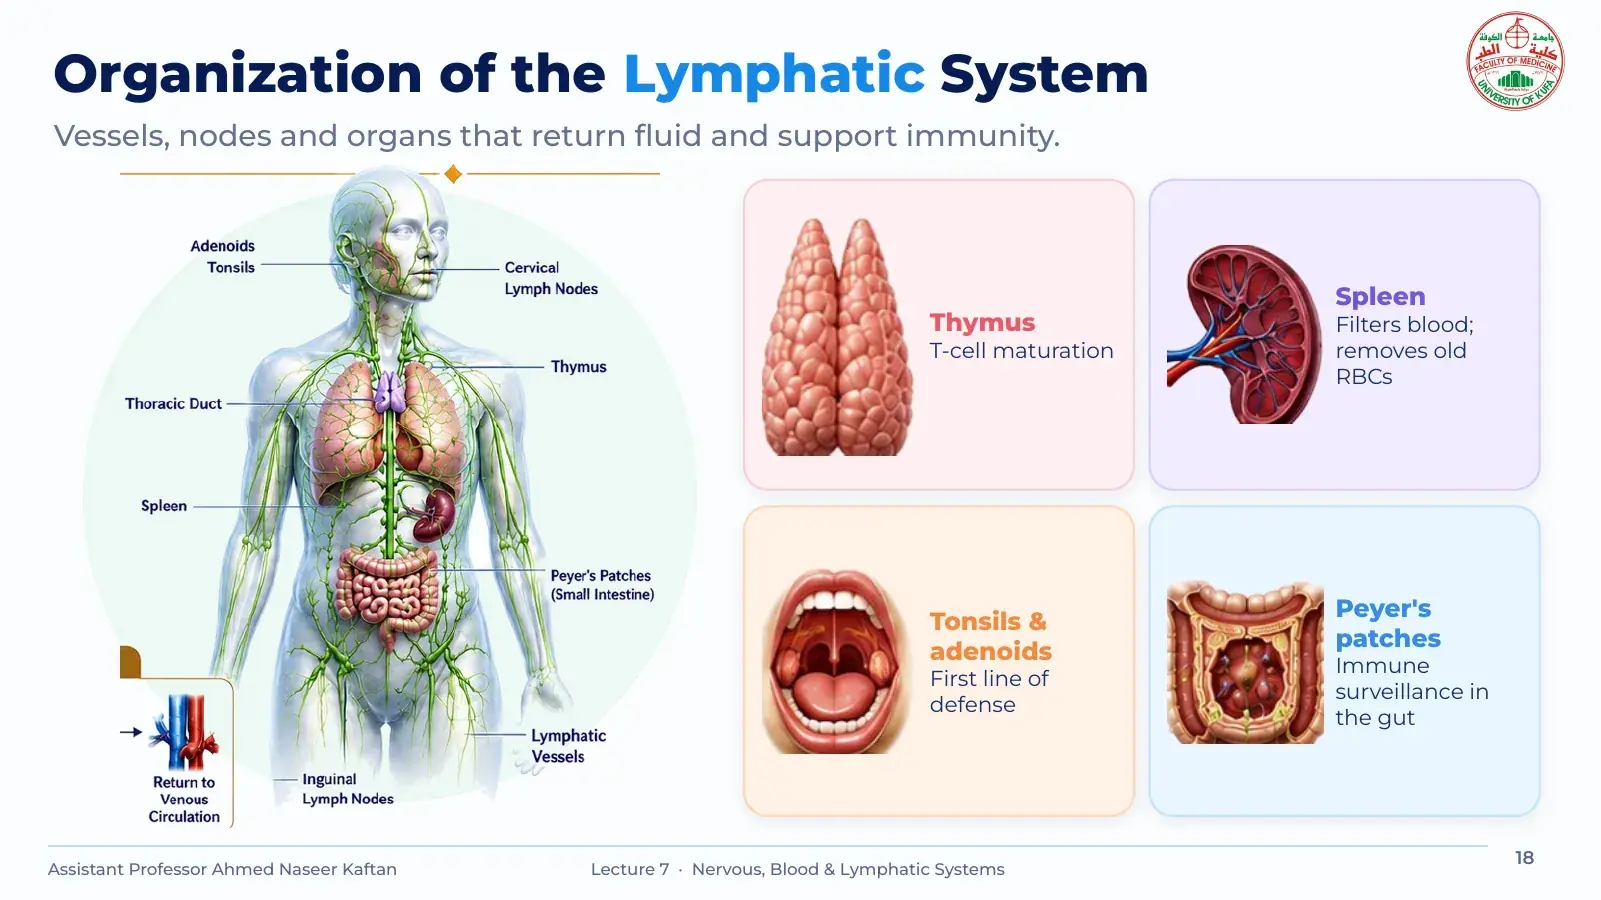 Organization of the Lymphatic System
Vessels, nodes and organs that return fluid and support immunity.
جامعة الكوفة
كلية الطب
FACULTY OF MEDICINE
UNIVERSITY OF KUFA
Adenoids
Tonsils
Cervical
Lymph Nodes
Thymus
Thoracic Duct
Spleen
Peyer's Patches
(Small Intestine)
Lymphatic
Vessels
Inguinal
Lymph Nodes
Return to
Venous
Circulation
Thymus
T-cell maturation
Spleen
Filters blood;
removes old
RBCs
Tonsils &
adenoids
First line of
defense
Peyer's
patches
Immune
surveillance in
the gut
Assistant Professor Ahmed Naseer Kaftan
Lecture 7 · Nervous, Blood & Lymphatic Systems
18